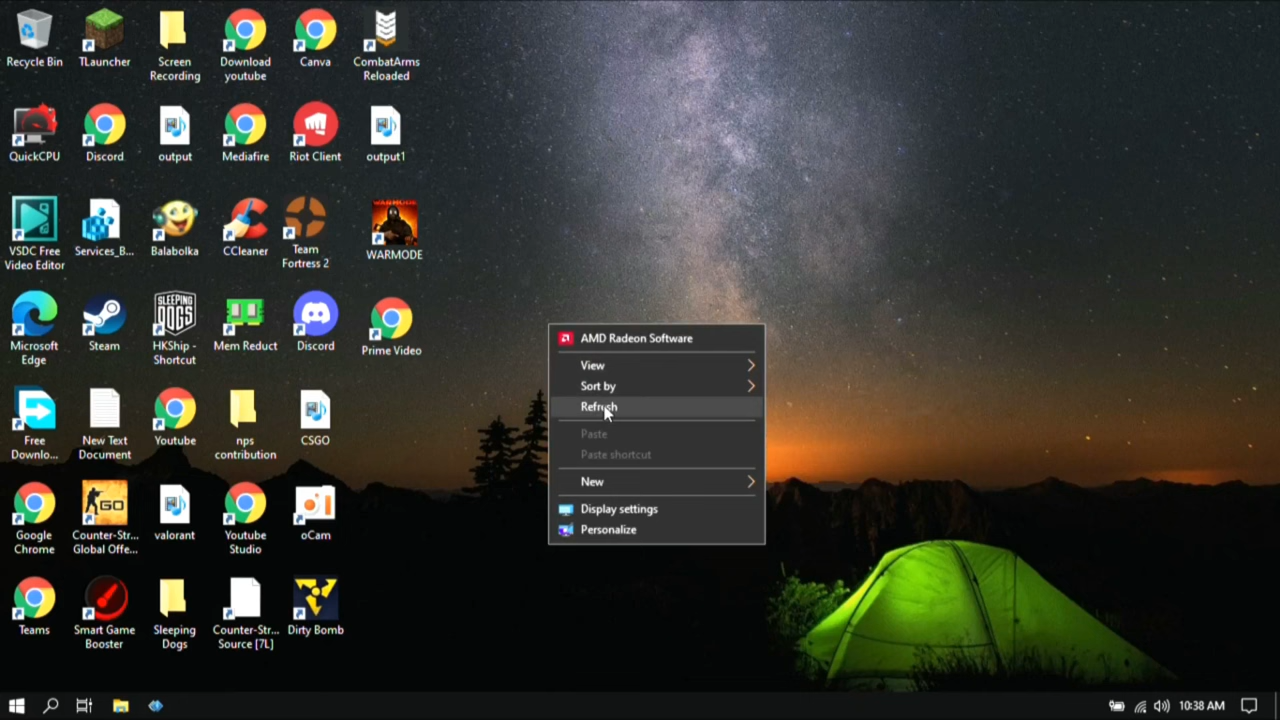 Recycle Bin
TLauncher
Screen
Recording
Download
youtube
Canva
CombatArms
Reloaded
QuickCPU
Discord
output
Mediafire
Riot Client
output1
VSDC Free
Video Editor
Services_B...
Balabolka
CCleaner
Team
Fortress 2
WARMODE
WARMODE
Microsoft
Edge
Steam
SLEEPING
DOGS
HKShip -
Shortcut
Mem Reduct
Discord
Prime Video
Free
Downlo...
New Text
Document
Youtube
nps
contribution
CSGO
Google
Chrome
GO
Counter-Str...
Global Offe...
valorant
Youtube
Studio
oCam
Teams
Smart Game
Booster
Sleeping
Dogs
Counter-Str...
Source [7L]
Dirty Bomb
AMD Radeon Software
View
Sort by
Refresh
Paste
Paste shortcut
New
Display settings
Personalize
10:38 AM